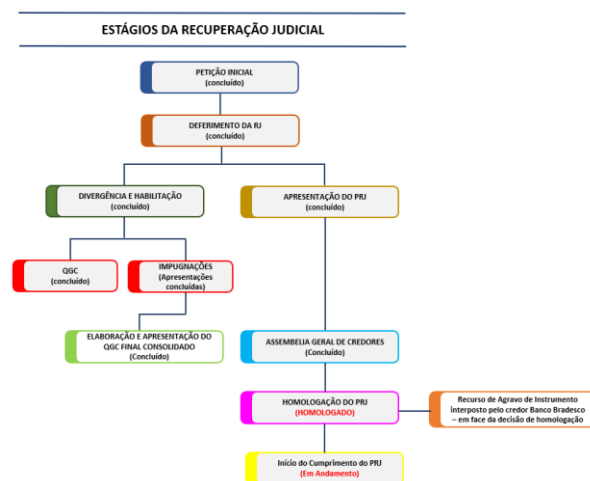 ESTÁGIOS DA RECUPERAÇÃO JUDICIAL
PETIÇÃO INICIAL
(concluído)
DEFERIMENTO DA RJ
(concluído)
DIVERGÊNCIA E HABILITAÇÃO
(concluído)
APRESENTAÇÃO DO PRJ
(concluído)
QGC
(concluído)
IMPUGNAÇÕES
(Apresentações
concluídas)
ELABORAÇÃO E APRESENTAÇÃO DO
QGC FINAL CONSOLIDADO
(Concluído)
ASSEMBELIA GERAL DE CREDORES
(Concluído)
HOMOLOGAÇÃO DO PRJ
(HOMOLOGADO)
Recurso de Agravo de Instrumento
interposto pelo credor Banco Bradesco
– em face da decisão de homologação
Início do Cumprimento do PRJ
(Em Andamento)